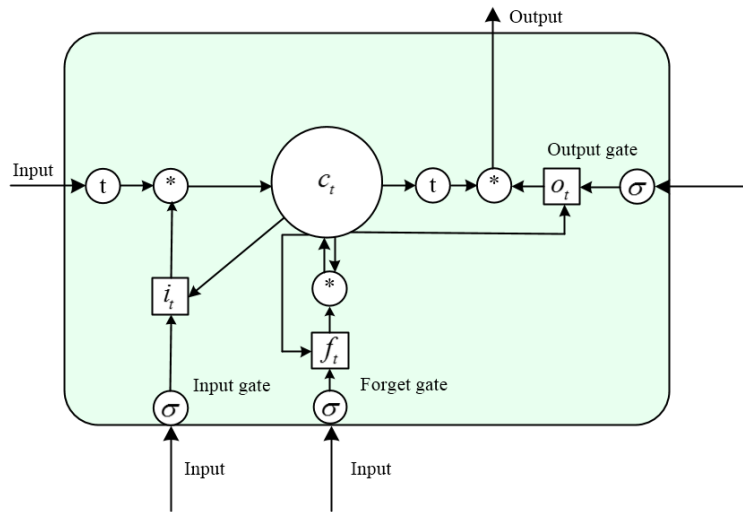 Output
Output gate
Input
t
*
c_t
t
*
o_t
σ
*
i_t
f_t
Input gate
Forget gate
σ
σ
Input
Input